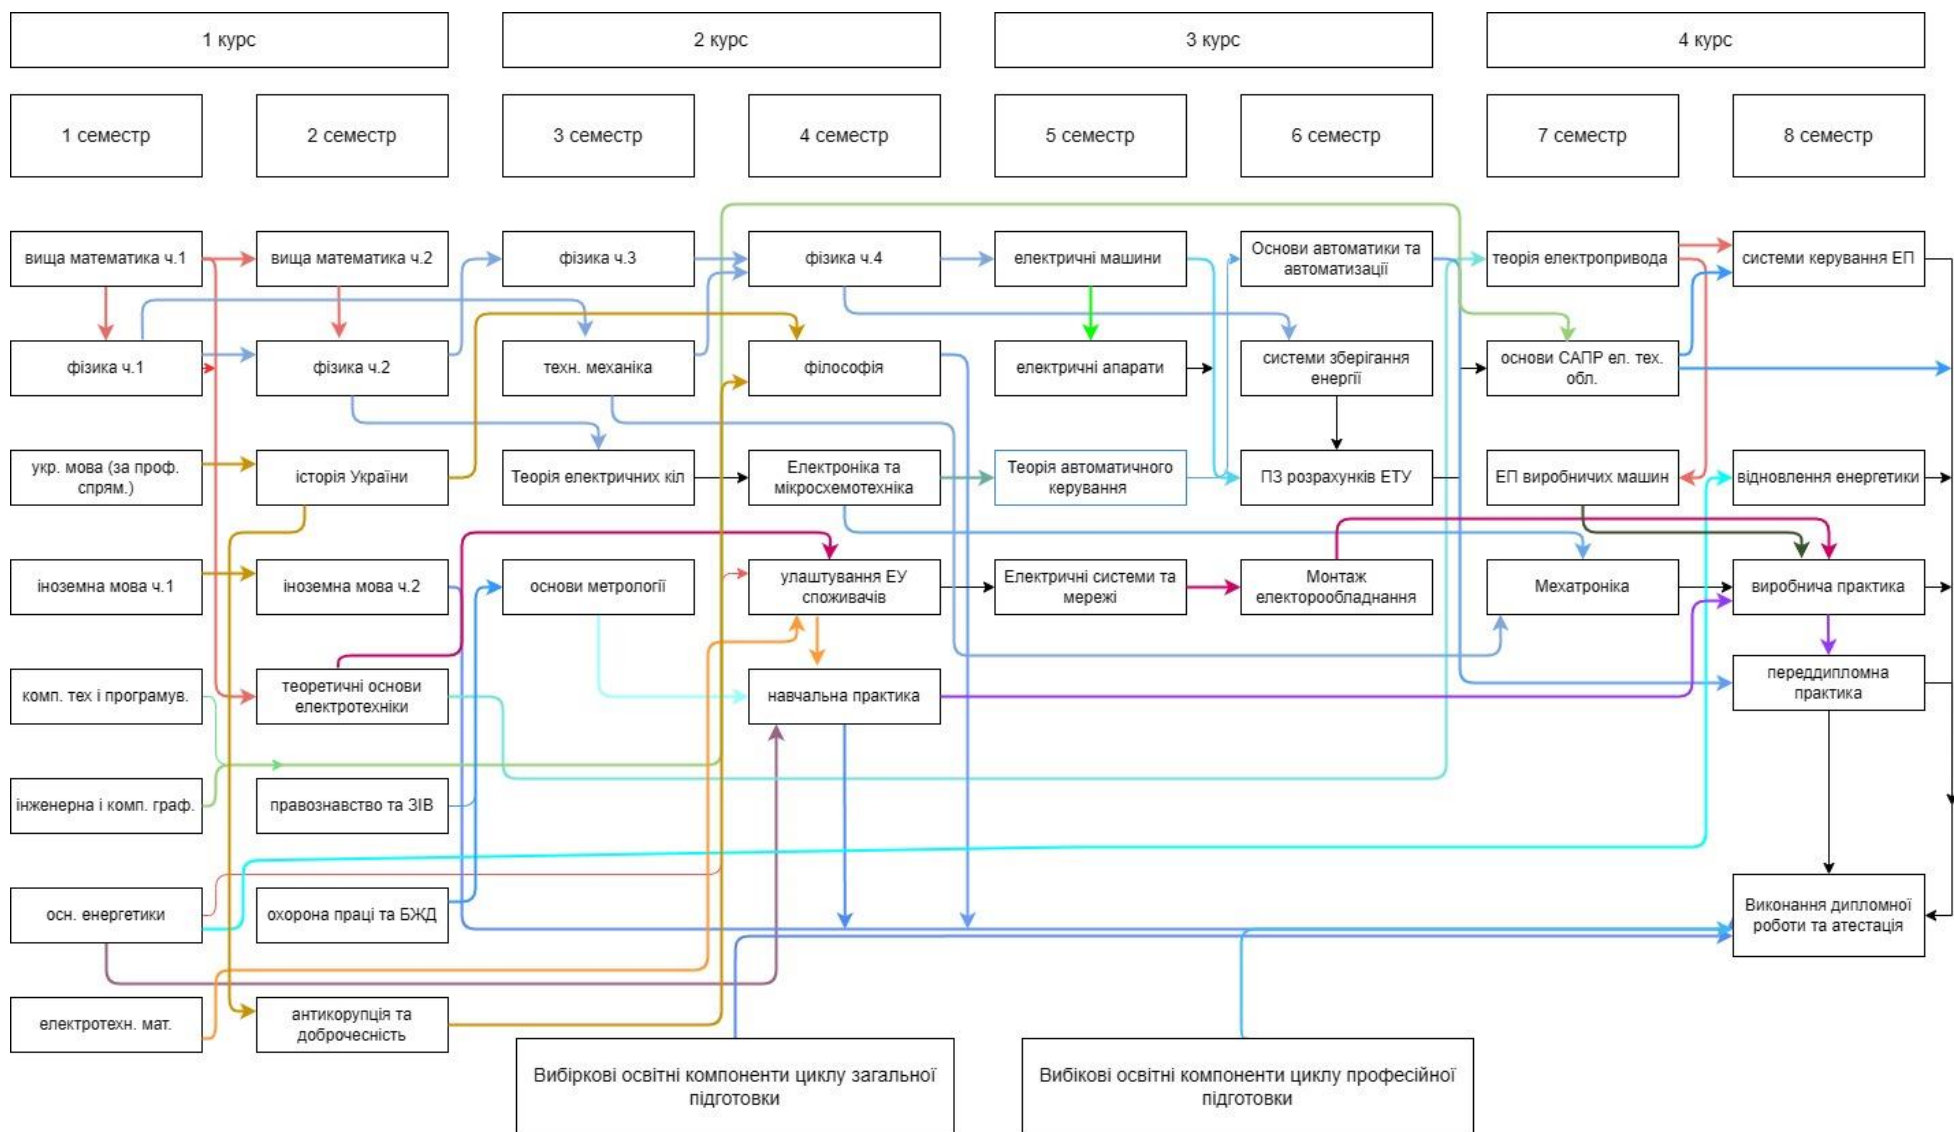 1 курс
2 курс
3 курс
4 курс
1 семестр
2 семестр
3 семестр
4 семестр
5 семестр
6 семестр
7 семестр
8 семестр
вища математика ч.1
вища математика ч.2
фізика ч.3
фізика ч.4
електричні машини
Основи автоматики та
автоматизації
теорія електропривода
системи керування ЕП
фізика ч.1
фізика ч.2
техн. механіка
філософія
електричні апарати
системи зберігання
енергії
основи САПР ел. тех.
обл.
укр. мова (за проф.
спрям.)
історія України
Теорія електричних кіл
Електроніка та
мікросхемотехніка
Теорія автоматичного
керування
ПЗ розрахунків ЕТУ
ЕП виробничих машин
відновлення енергетики
іноземна мова ч.1
іноземна мова ч.2
основи метрології
улаштування ЕУ
споживачів
Електричні системи та
мережі
Монтаж
електорообладнання
Мехатроніка
виробнича практика
комп. тех і програмув.
теоретичні основи
електротехніки
навчальна практика
переддипломна
практика
інженерна і комп. граф.
правознавство та ЗІВ
осн. енергетики
охорона праці та БЖД
Виконання дипломної
роботи та атестація
електротехн. мат.
антикорупція та
доброчесність
Вибіркові освітні компоненти циклу загальної
підготовки
Вибікові освітні компоненти циклу професійної
підготовки